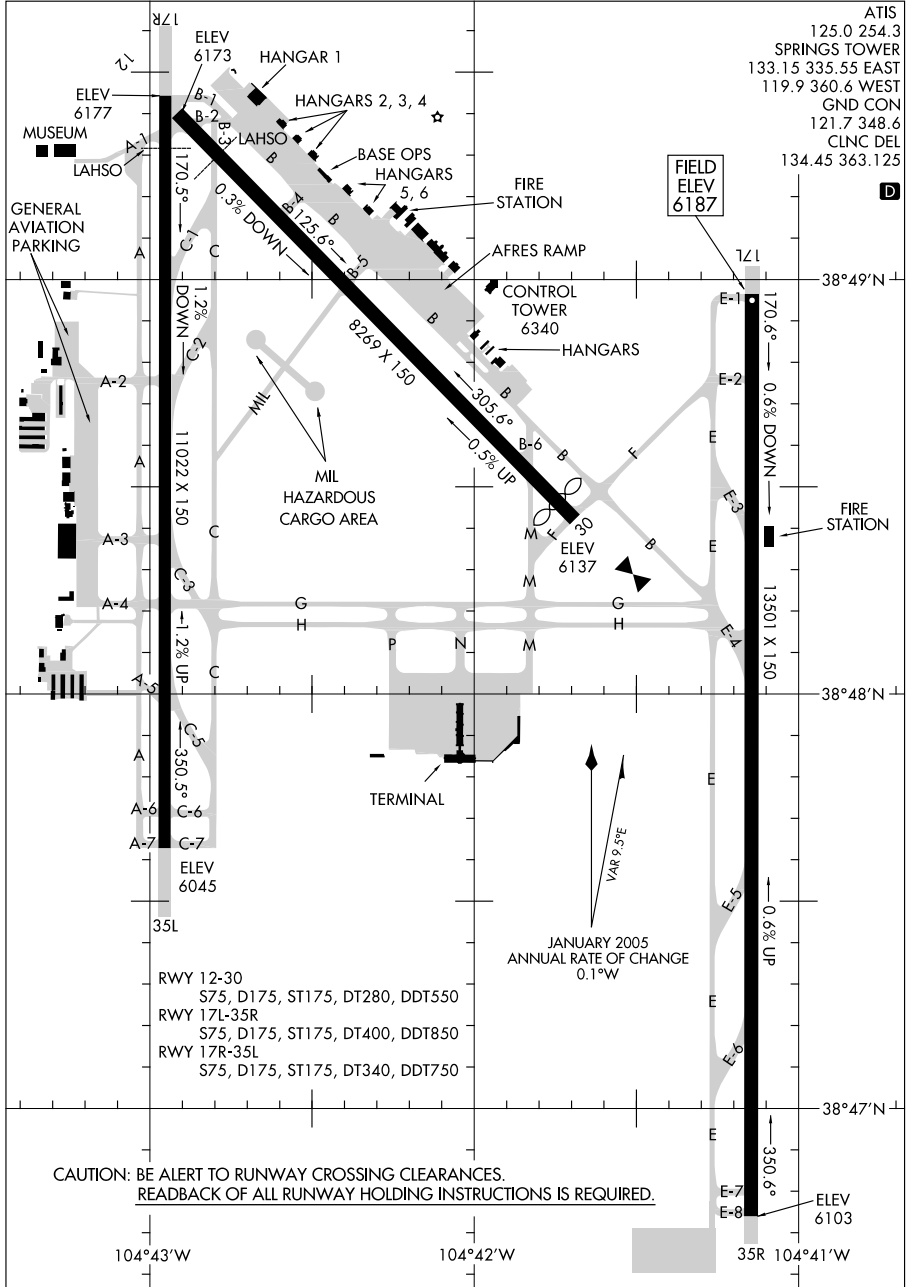 ATIS
125.0 254.3
SPRINGS TOWER
133.15 335.55 EAST
119.9 360.6 WEST
GND CON
121.7 348.6
CLNC DEL
134.45 363.125
D
17R
12
ELEV
6173
HANGAR 1
ELEV
6177
B-1
B-2
B-3
HANGARS 2, 3, 4
MUSEUM
A-1
LAHSO
LAHSO
B
BASE OPS
HANGARS
5, 6
FIRE
STATION
FIELD
ELEV
6187
170.5°
0.3% DOWN
B-4
125.6°
B
B-5
GENERAL
AVIATION
PARKING
A
C-1
C
AFRES RAMP
17L
38°49'N
1.2%
DOWN
C-2
CONTROL
TOWER
6340
E-1
170.6°
B
8269 X 150
HANGARS
A-2
MIL
305.6°
B
E-2
0.6% DOWN
11022 X 150
0.5% UP
B-6
B
F
E
A
MIL
HAZARDOUS
CARGO AREA
E-3
FIRE
STATION
A-3
C
M
F
30
ELEV
6137
B
E
C-3
M
A-4
G
G
H
H
13501 X 150
1.2% UP
P
N
M
E-4
C
A-5
38°48'N
350.5°
C-5
A
TERMINAL
E
A-6
C-6
A-7
C-7
ELEV
6045
VAR 9.5°E
35L
E-5
0.6% UP
JANUARY 2005
ANNUAL RATE OF CHANGE
0.1°W
RWY 12-30
S75, D175, ST175, DT280, DDT550
RWY 17L-35R
S75, D175, ST175, DT400, DDT850
RWY 17R-35L
S75, D175, ST175, DT340, DDT750
E
E-6
38°47'N
E
350.6°
CAUTION: BE ALERT TO RUNWAY CROSSING CLEARANCES.
READBACK OF ALL RUNWAY HOLDING INSTRUCTIONS IS REQUIRED.
E-7
E-8
ELEV
6103
35R
104°43'W
104°42'W
104°41'W